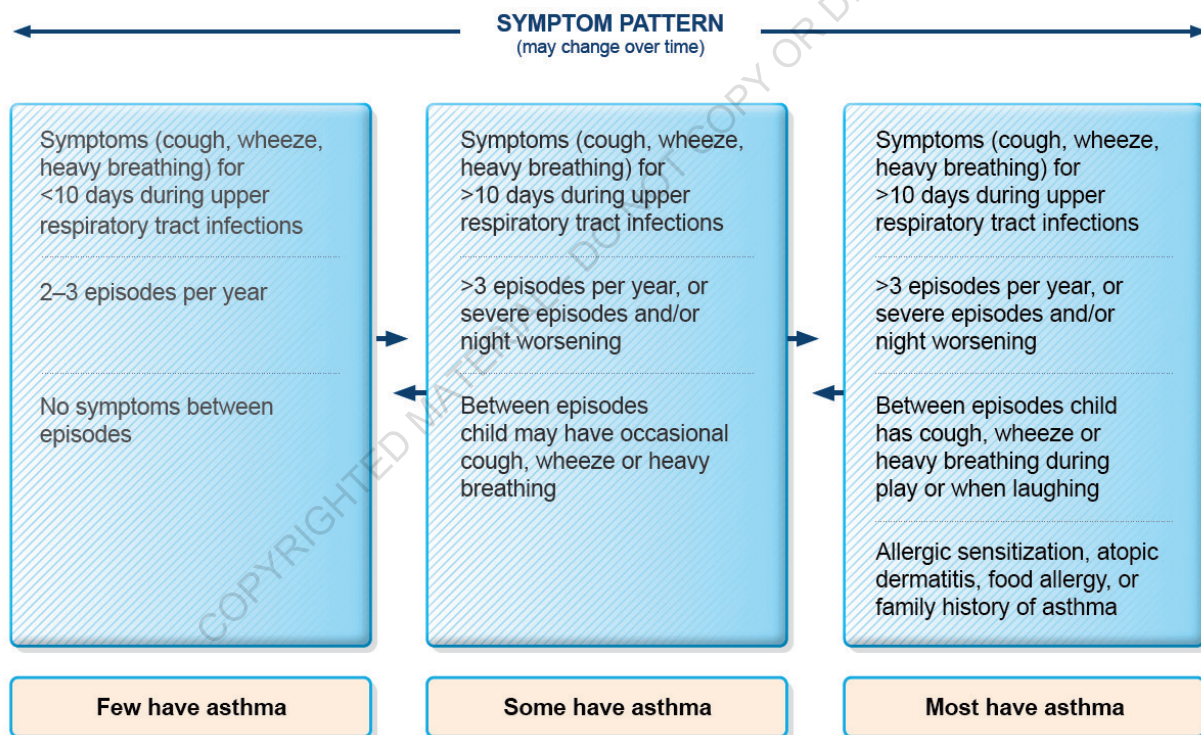 SYMPTOM PATTERN
(may change over time)
Symptoms (cough, wheeze,
heavy breathing) for
<10 days during upper
respiratory tract infections
2–3 episodes per year
No symptoms between
episodes
Few have asthma
Symptoms (cough, wheeze,
heavy breathing) for
>10 days during upper
respiratory tract infections
>3 episodes per year, or
severe episodes and/or
night worsening
Between episodes
child may have occasional
cough, wheeze or heavy
breathing
Some have asthma
Symptoms (cough, wheeze,
heavy breathing) for
>10 days during upper
respiratory tract infections
>3 episodes per year, or
severe episodes and/or
night worsening
Between episodes child
has cough, wheeze or
heavy breathing during
play or when laughing
Allergic sensitization, atopic
dermatitis, food allergy, or
family history of asthma
Most have asthma
COPYRIGHTED MATERIAL - DO NOT COPY OR